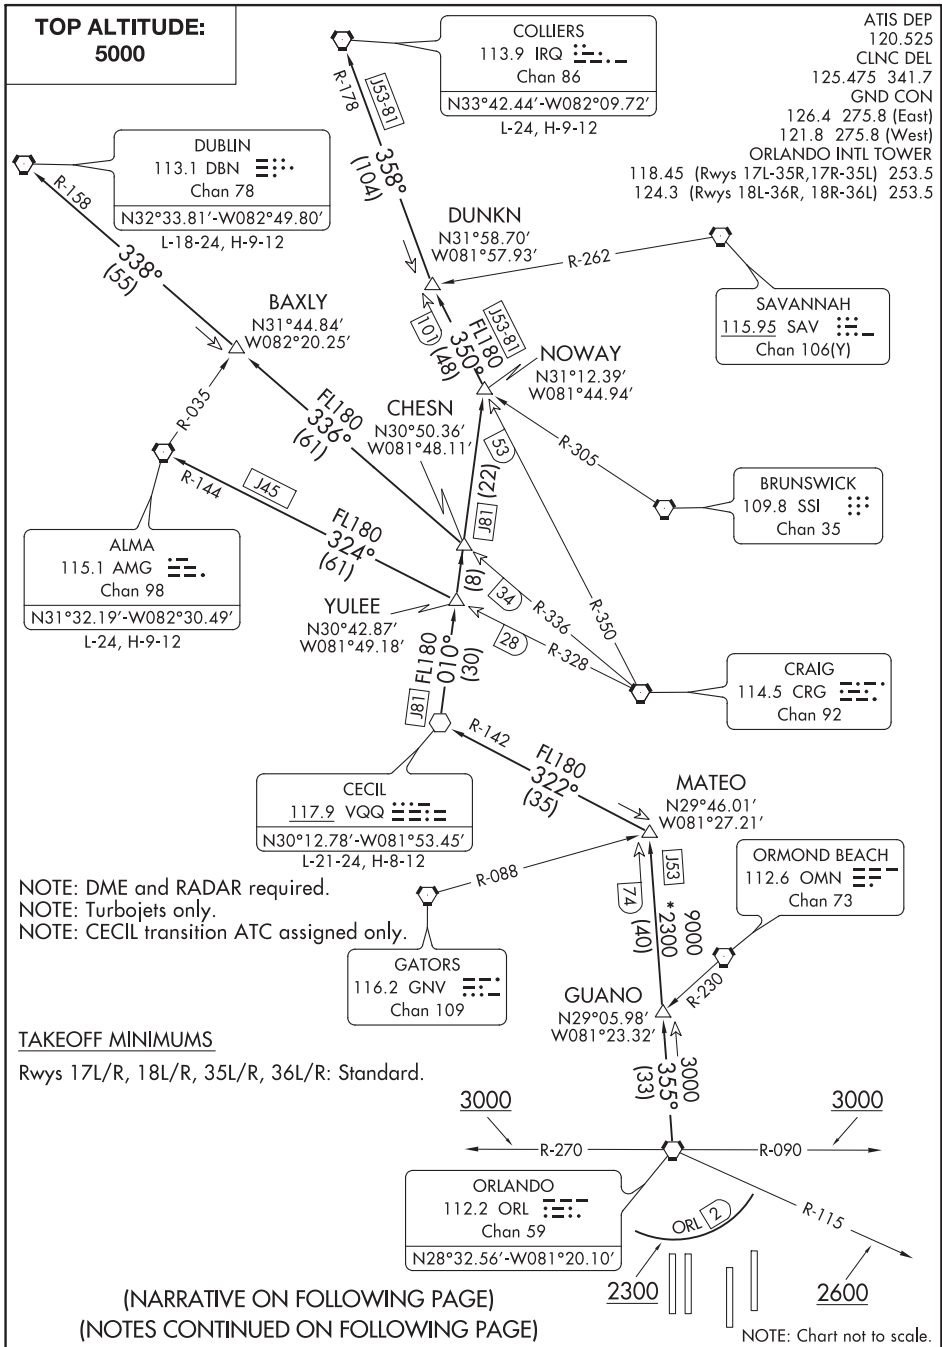 TOP ALTITUDE:
5000
COLLIERS
113.9 IRQ
Chan 86
N33°42.44'-W082°09.72'
L-24, H-9-12
ATIS DEP
120.525
CLNC DEL
125.475 341.7
GND CON
126.4 275.8 (East)
121.8 275.8 (West)
ORLANDO INTL TOWER
118.45 (Rwys 17L-35R,17R-35L) 253.5
124.3 (Rwys 18L-36R, 18R-36L) 253.5
R-178
J53-81
358°
(104)
DUBLIN
113.1 DBN
Chan 78
N32°33.81'-W082°49.80'
L-18-24, H-9-12
R-158
338°
(55)
DUNKN
N31°58.70'
W081°57.93'
R-262
SAVANNAH
115.95 SAV
Chan 106(Y)
BAXLY
N31°44.84'
W082°20.25'
101
(48)
350°
FL180
J53-81
NOWAY
N31°12.39'
W081°44.94'
R-035
FL180
336°
(61)
CHESN
N30°50.36'
W081°48.11'
53
R-305
BRUNSWICK
109.8 SSI
Chan 35
R-144
J45
J81
(22)
ALMA
115.1 AMG
Chan 98
N31°32.19'-W082°30.49'
L-24, H-9-12
FL180
324°
(61)
(8)
34
R-336
R-350
YULEE
N30°42.87'
W081°49.18'
28
R-328
J81
FL180
010°
(30)
CRAIG
114.5 CRG
Chan 92
R-142
FL180
322°
(35)
CECIL
117.9 VQQ
N30°12.78'-W081°53.45'
L-21-24, H-8-12
MATEO
N29°46.01'
W081°27.21'
R-088
J53
74
(40)
*2300
9000
ORMOND BEACH
112.6 OMN
Chan 73
NOTE: DME and RADAR required.
NOTE: Turbojets only.
NOTE: CECIL transition ATC assigned only.
GATORS
116.2 GNV
Chan 109
R-230
GUANO
N29°05.98'
W081°23.32'
TAKEOFF MINIMUMS
Rwys 17L/R, 18L/R, 35L/R, 36L/R: Standard.
3000
355°
(33)
3000
3000
R-270
R-090
ORLANDO
112.2 ORL
Chan 59
N28°32.56'-W081°20.10'
ORL 2
R-115
2300
2600
(NARRATIVE ON FOLLOWING PAGE)
(NOTES CONTINUED ON FOLLOWING PAGE)
NOTE: Chart not to scale.